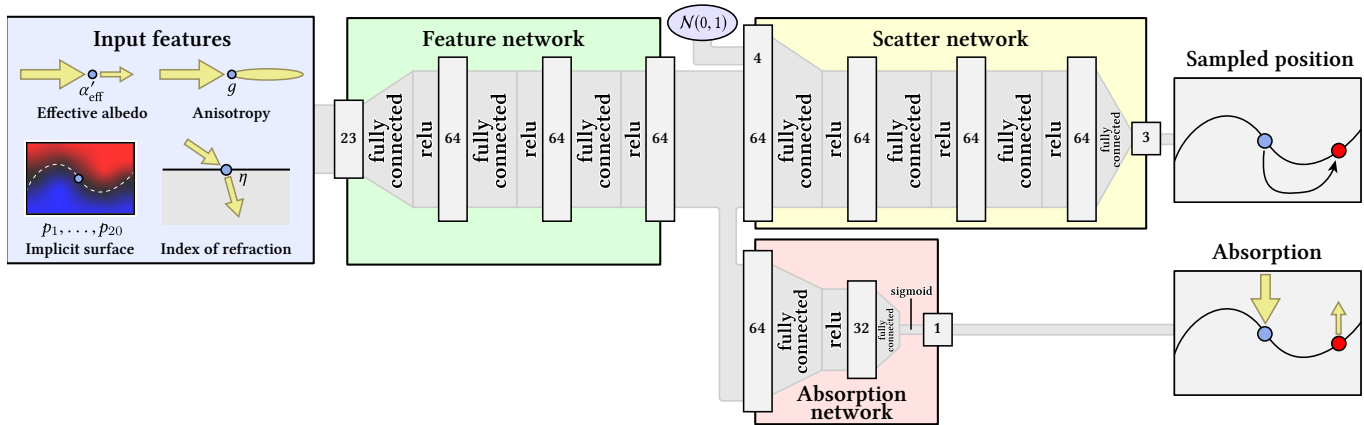 Input features
α′eff
Effective albedo
g
Anisotropy
p1, . . . , p20
Implicit surface
η
Index of refraction
Feature network
23
fully
connected
relu
64
fully
connected
relu
64
fully
connected
relu
64
N(0, 1)
Scatter network
4
64
fully
connected
relu
64
fully
connected
relu
64
fully
connected
relu
64
fully
connected
3
Sampled position
64
fully
connected
relu
32
fully
connected
sigmoid
1
Absorption
network
Absorption